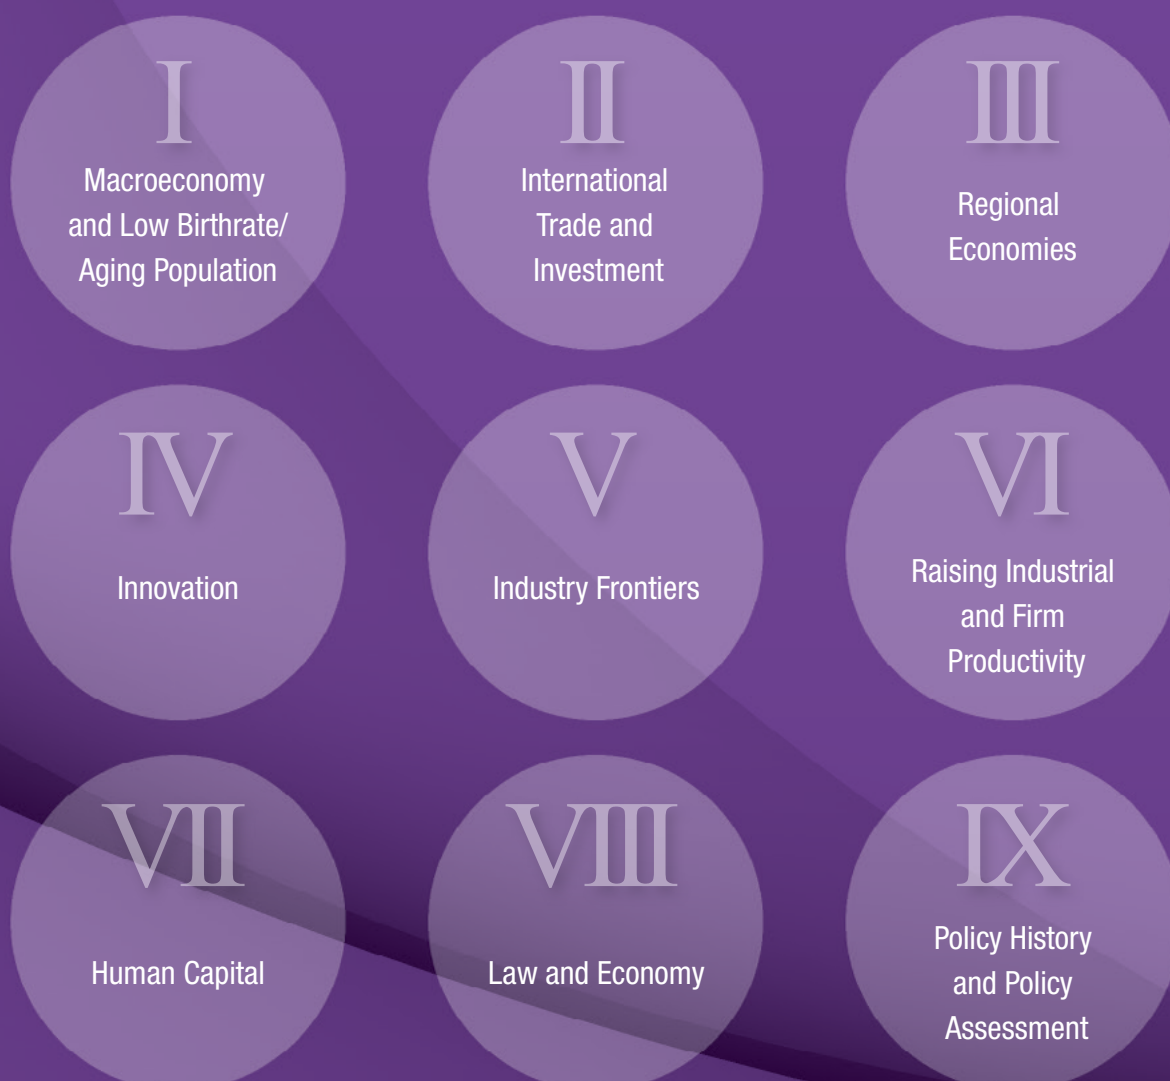 I
Macroeconomy
and Low Birthrate/
Aging Population
II
International
Trade and
Investment
III
Regional
Economies
IV
Innovation
V
Industry Frontiers
VI
Raising Industrial
and Firm
Productivity
VII
Human Capital
VIII
Law and Economy
IX
Policy History
and Policy
Assessment